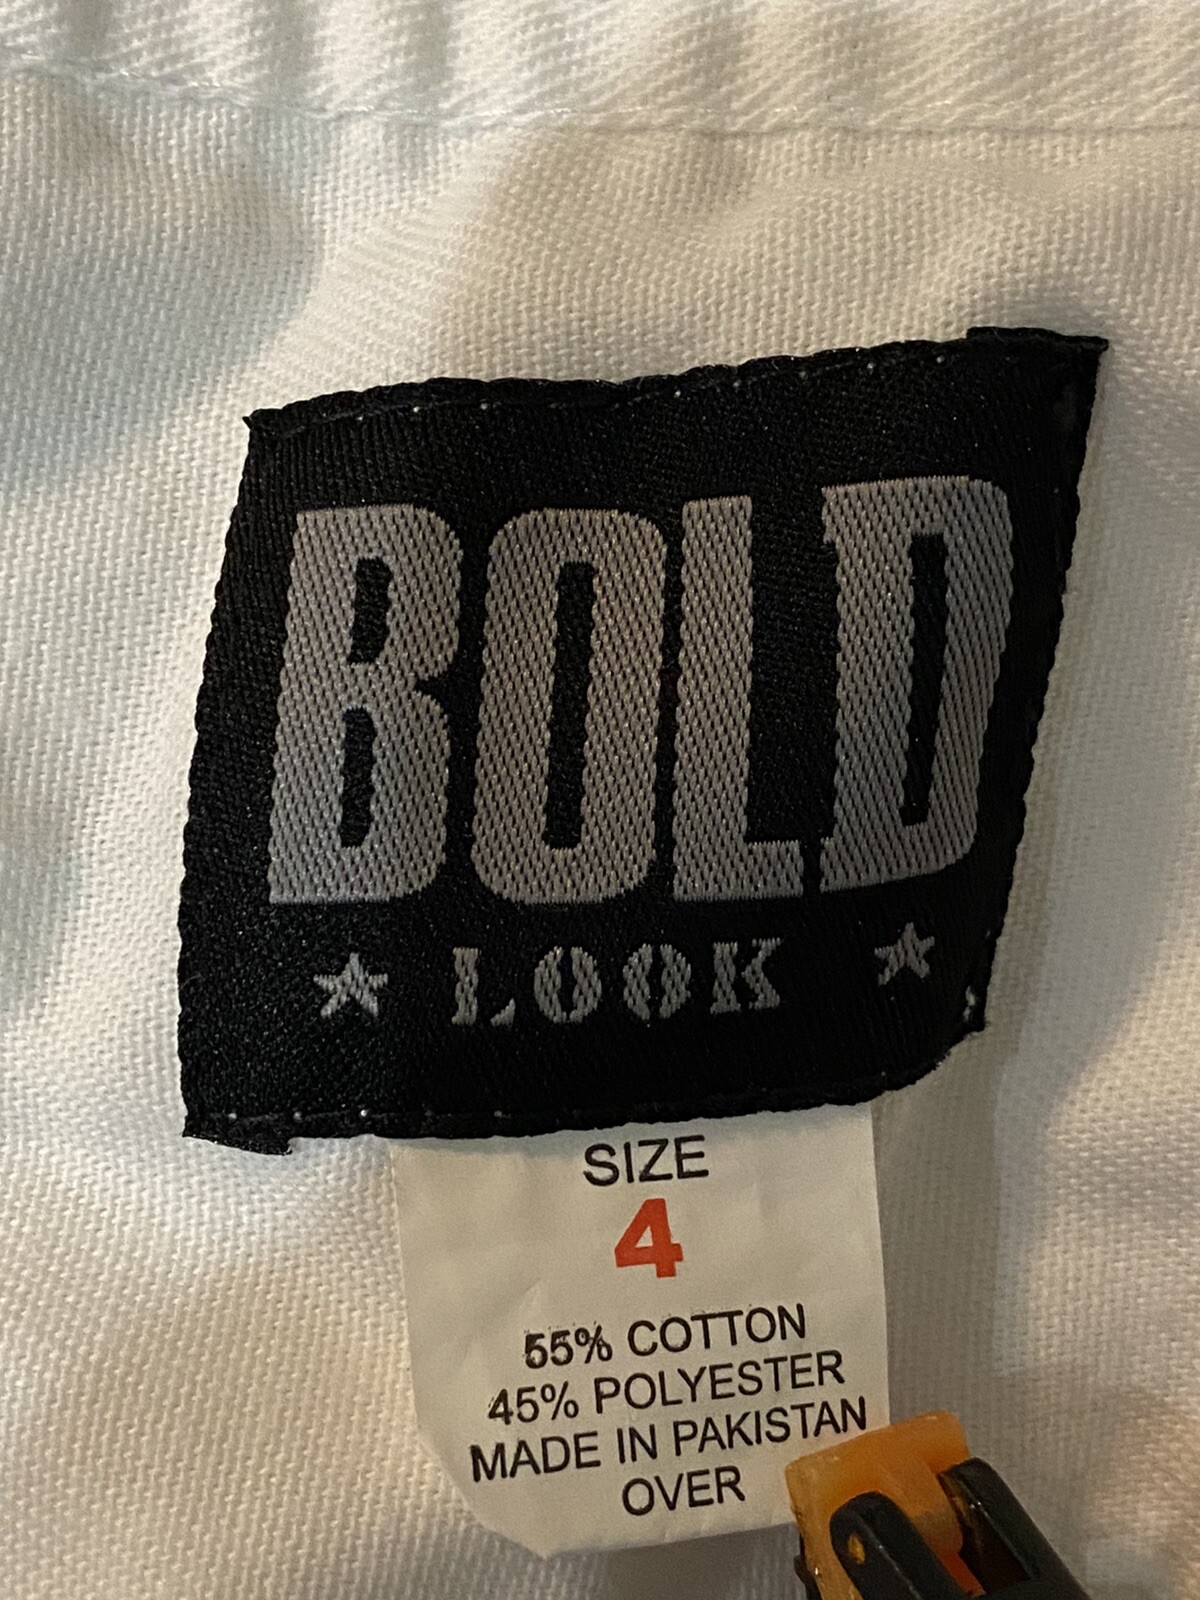 BOLD
★ LOOK ★
SIZE
4
55% COTTON
45% POLYESTER
MADE IN PAKISTAN
OVER